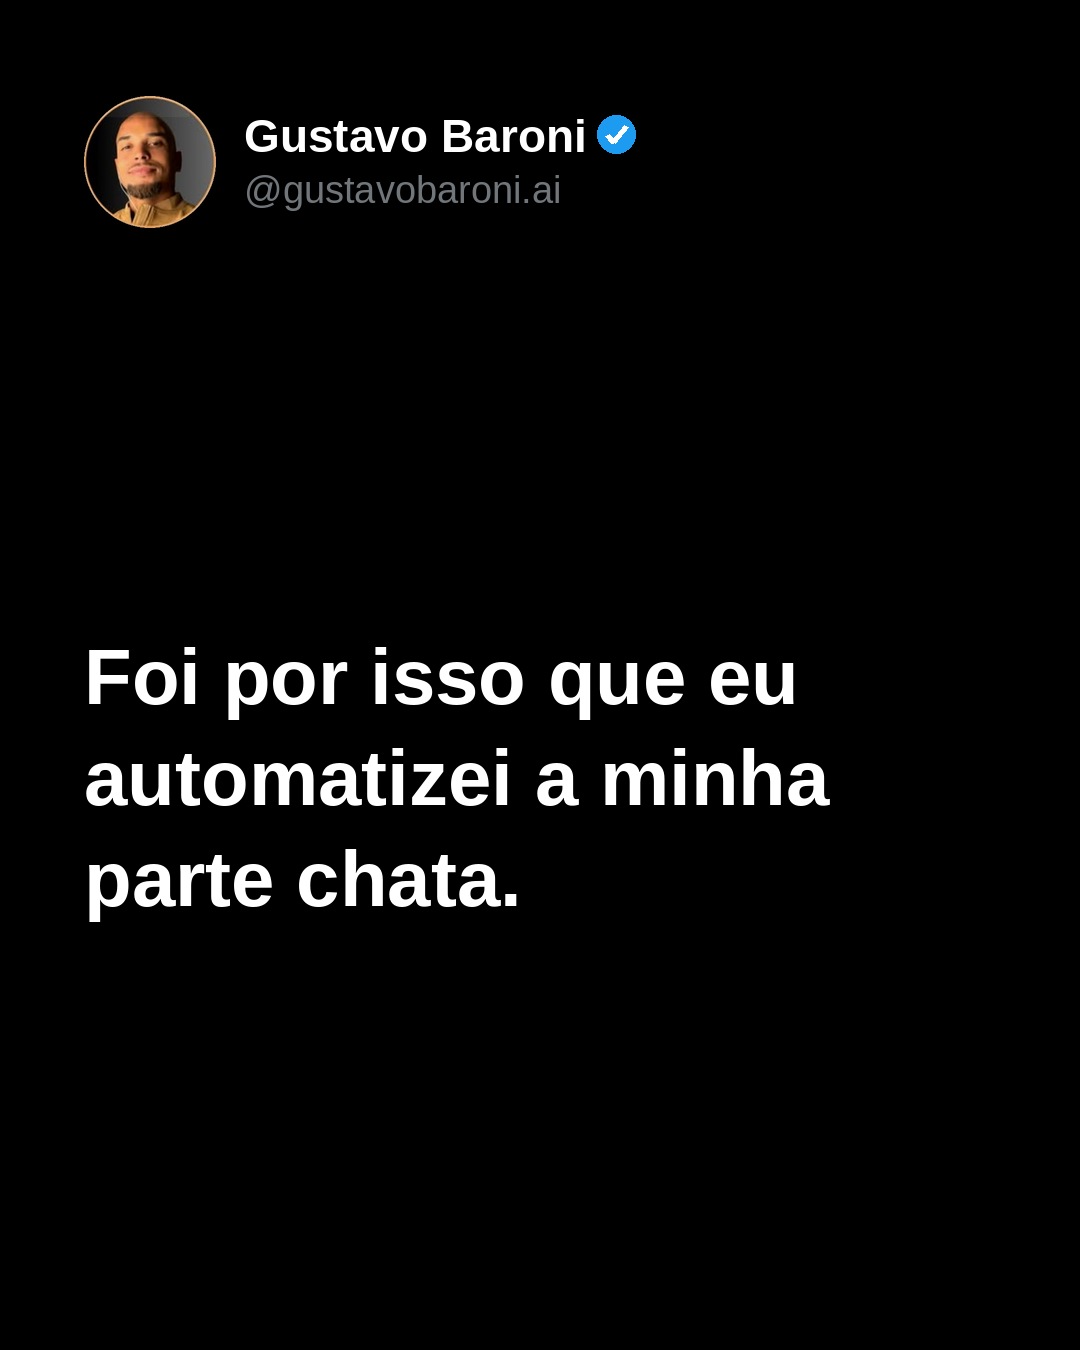 Gustavo Baroni
@gustavobaroni.ai
Foi por isso que eu
automatizei a minha
parte chata.